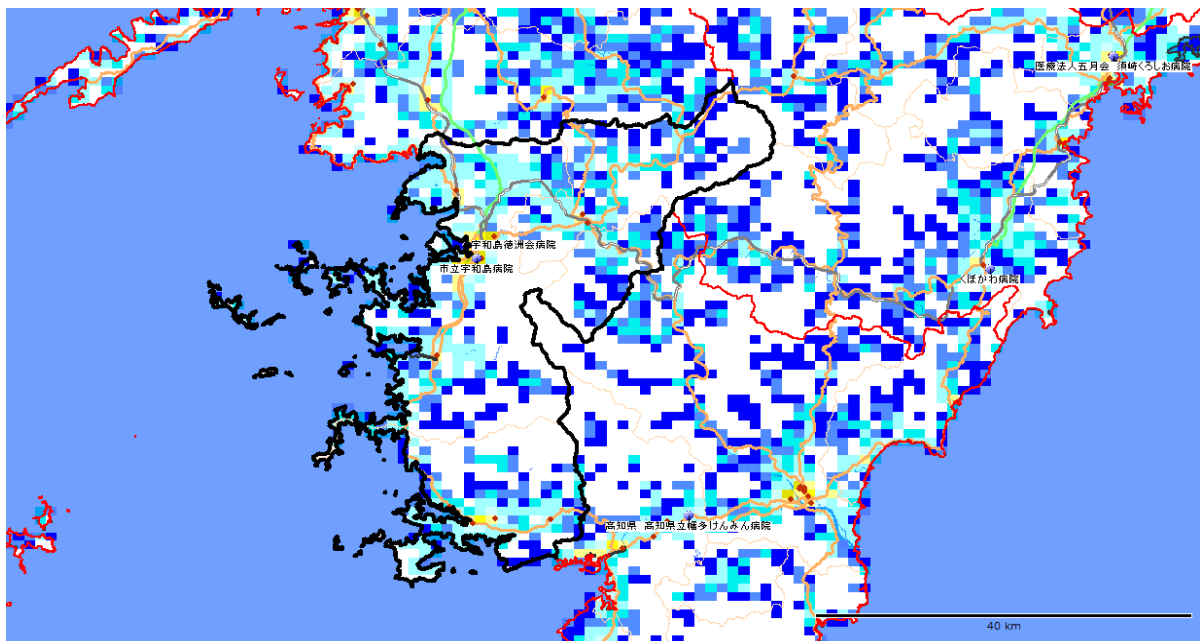 医療法人五月会 須崎くろしお病院
宇和島徳洲会病院
市立宇和島病院
くぼかわ病院
高知県 高知県立幡多けんみん病院
40 km